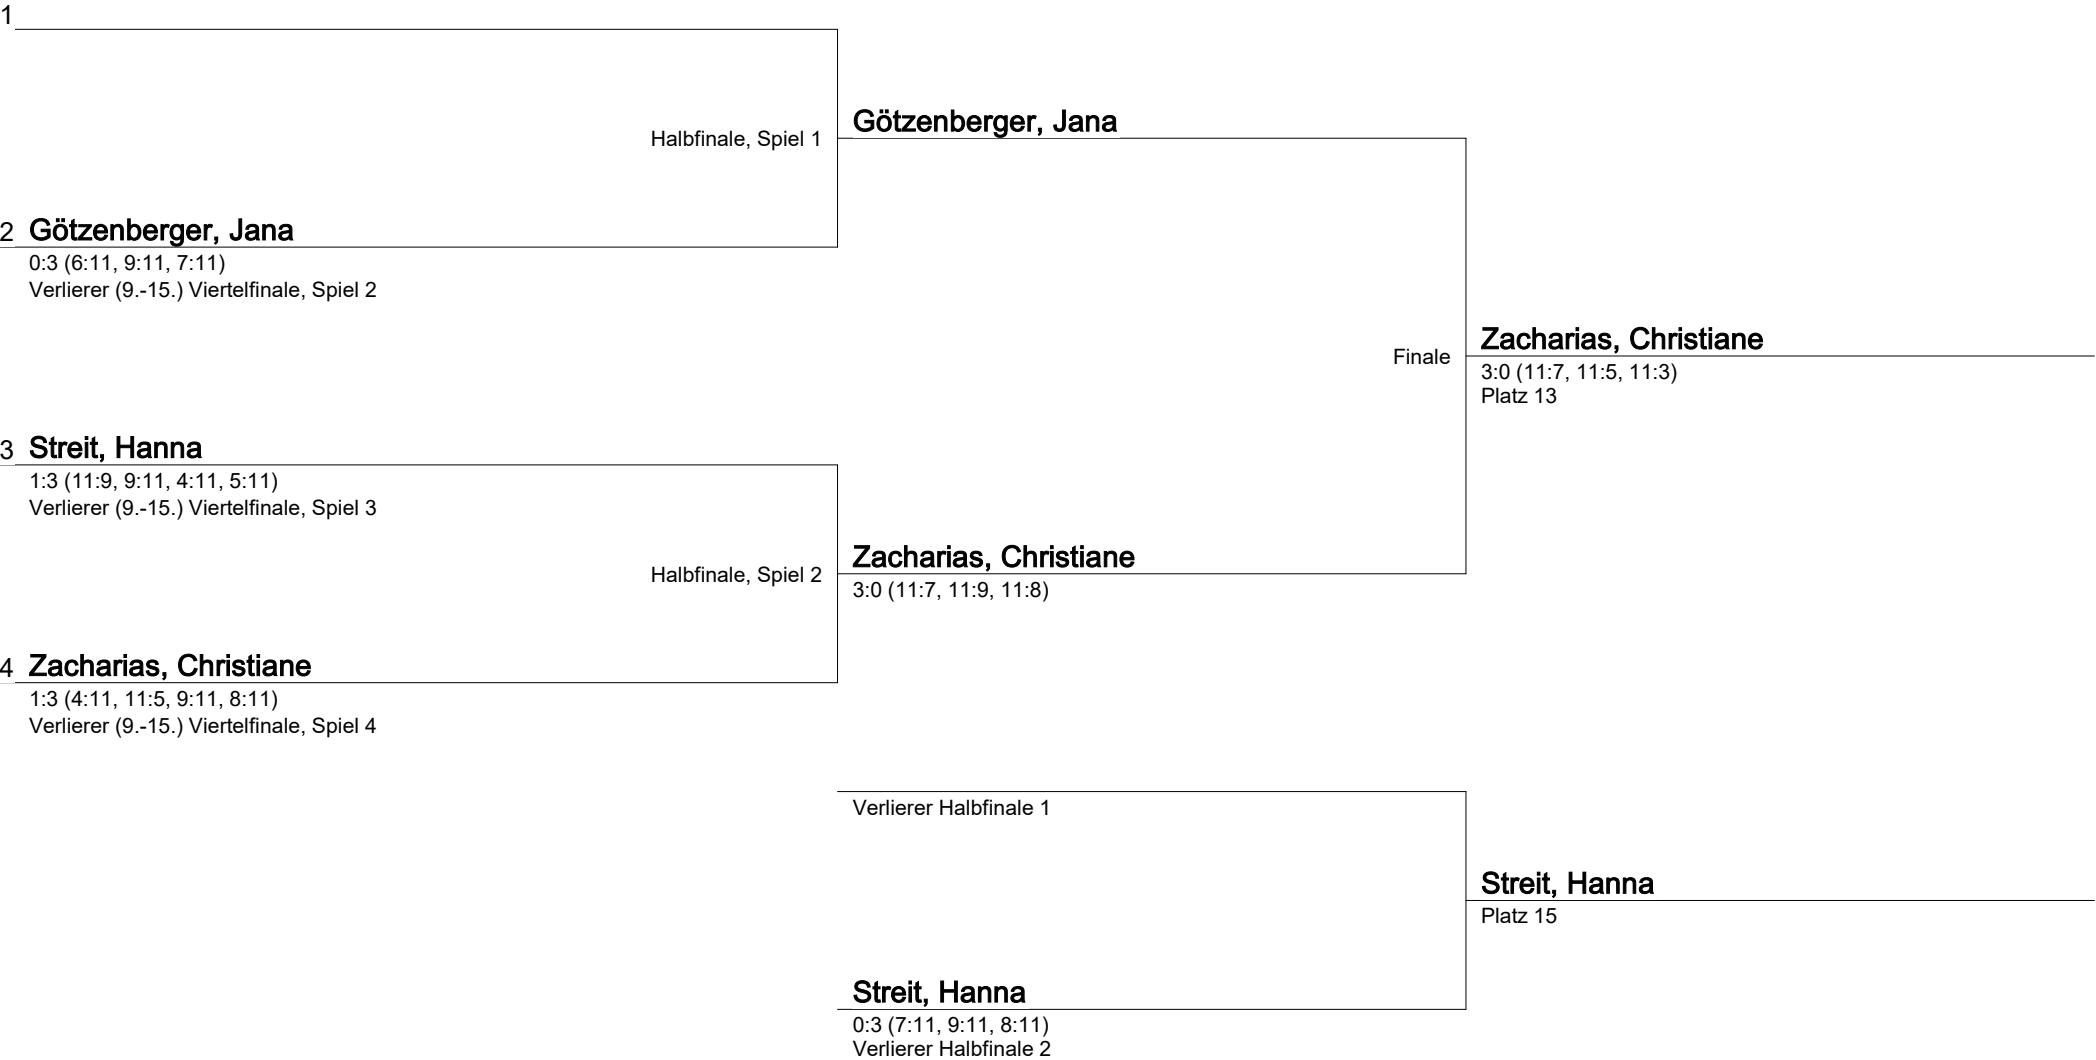 1
Halbfinale, Spiel 1
Götzenberger, Jana
2 Götzenberger, Jana
0:3 (6:11, 9:11, 7:11)
Verlierer (9.-15.) Viertelfinale, Spiel 2
Finale
Zacharias, Christiane
3:0 (11:7, 11:5, 11:3)
Platz 13
3 Streit, Hanna
1:3 (11:9, 9:11, 4:11, 5:11)
Verlierer (9.-15.) Viertelfinale, Spiel 3
Halbfinale, Spiel 2
Zacharias, Christiane
3:0 (11:7, 11:9, 11:8)
4 Zacharias, Christiane
1:3 (4:11, 11:5, 9:11, 8:11)
Verlierer (9.-15.) Viertelfinale, Spiel 4
Verlierer Halbfinale 1
Streit, Hanna
Platz 15
Streit, Hanna
0:3 (7:11, 9:11, 8:11)
Verlierer Halbfinale 2